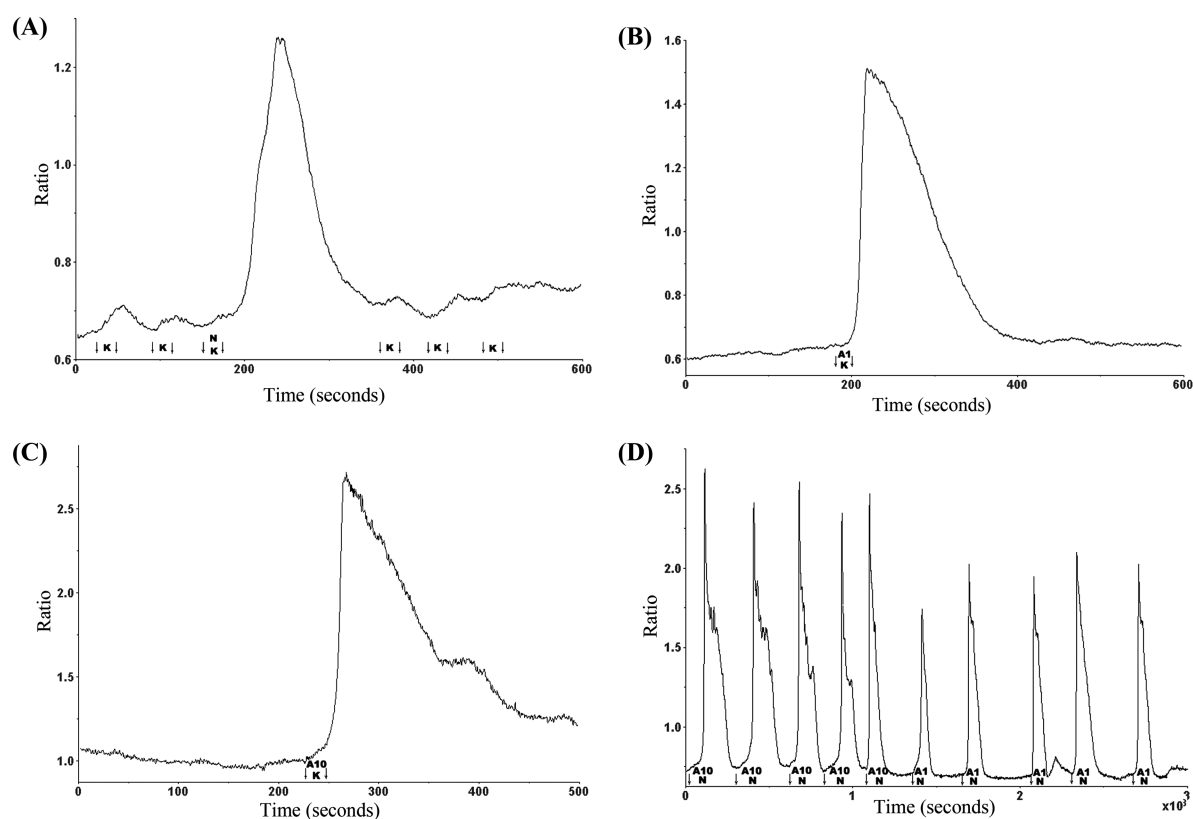 (A)
1.2
1.0
0.8
0.6
Ratio
K
K
N
K
K
K
K
0
200
400
600
Time (seconds)
(B)
1.6
1.4
1.2
1.0
0.8
0.6
Ratio
A1
K
0
200
400
600
Time (seconds)
(C)
2.5
2.0
1.5
1.0
Ratio
A10
K
0
100
200
300
400
500
Time (seconds)
(D)
2.5
2.0
1.5
1.0
Ratio
A10 A10 A10 A10 A10 A1 A1 A1 A1 A1
N N N N N N N N N N
0
1
2
3
x10³
Time (seconds)